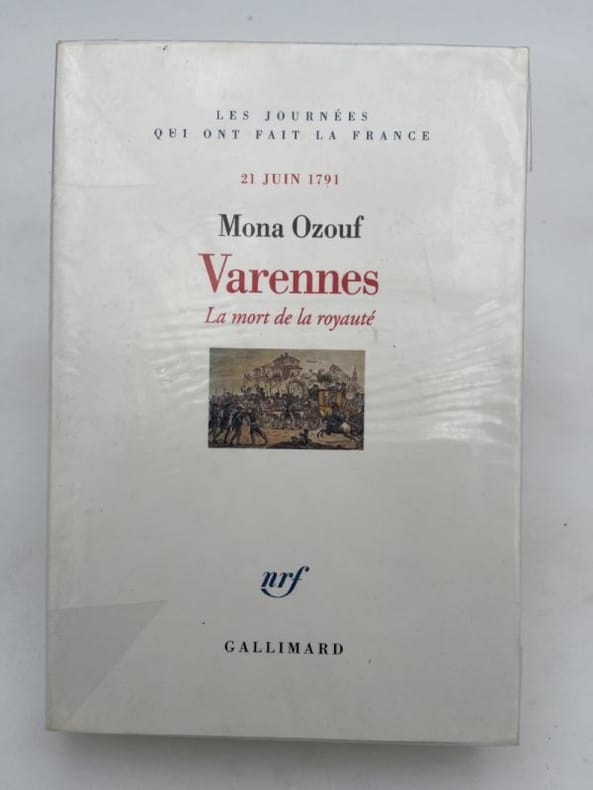 LES JOURNÉES
QUI ONT FAIT LA FRANCE
21 JUIN 1791
Mona Ozouf
Varennes
La mort de la royauté
nrf
GALLIMARD